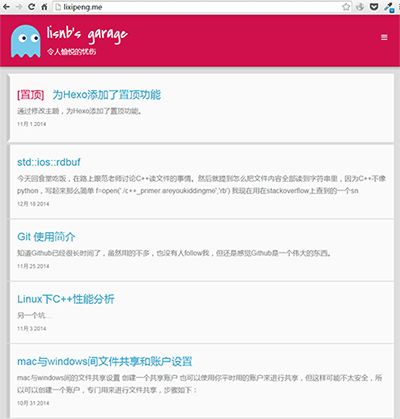 lixipeng.me
lisnb's garage
令人愉悦的忧伤
[置顶] 为Hexo添加了置顶功能
通过修改主题，为Hexo添加了置顶功能。
11月 1 2014
std::ios::rdbuf
今天回食堂吃饭，在路上跟范老师讨论C++读文件的事情。然后就提到怎么把文件内容全部读到字符串里，因为C++不像
python，写起来那么简单 f=open('./c++_primer areyoukiddingme','rb') 我现在用在stackoverflow上查到的一个sn
12月 18 2014
Git 使用简介
知道Github已经很长时间了，虽然用的不多，也没有人follow我，但还是感觉Github是一个伟大的东西。
11月 25 2014
Linux下C++性能分析
另一个坑...
11月 3 2014
mac与windows间文件共享和账户设置
mac与windows间的文件共享设置 创建一个共享账户 也可以使用你平时用的账户来进行共享，但这样可能不太安全，所
以可以创建一个账户，专门用来进行文件共享，步骤如下：
10月 31 2014